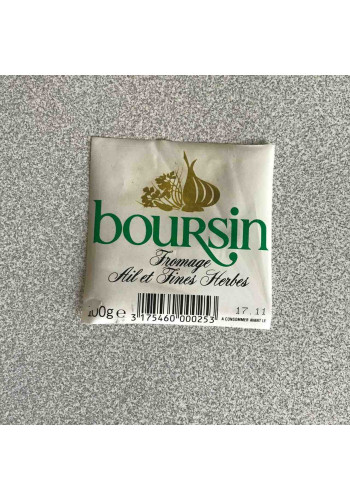 boursin
Fromage
Ail et Fines Herbes
100g e 3 175460 000253
17.11
A CONSOMMER AVANT LE